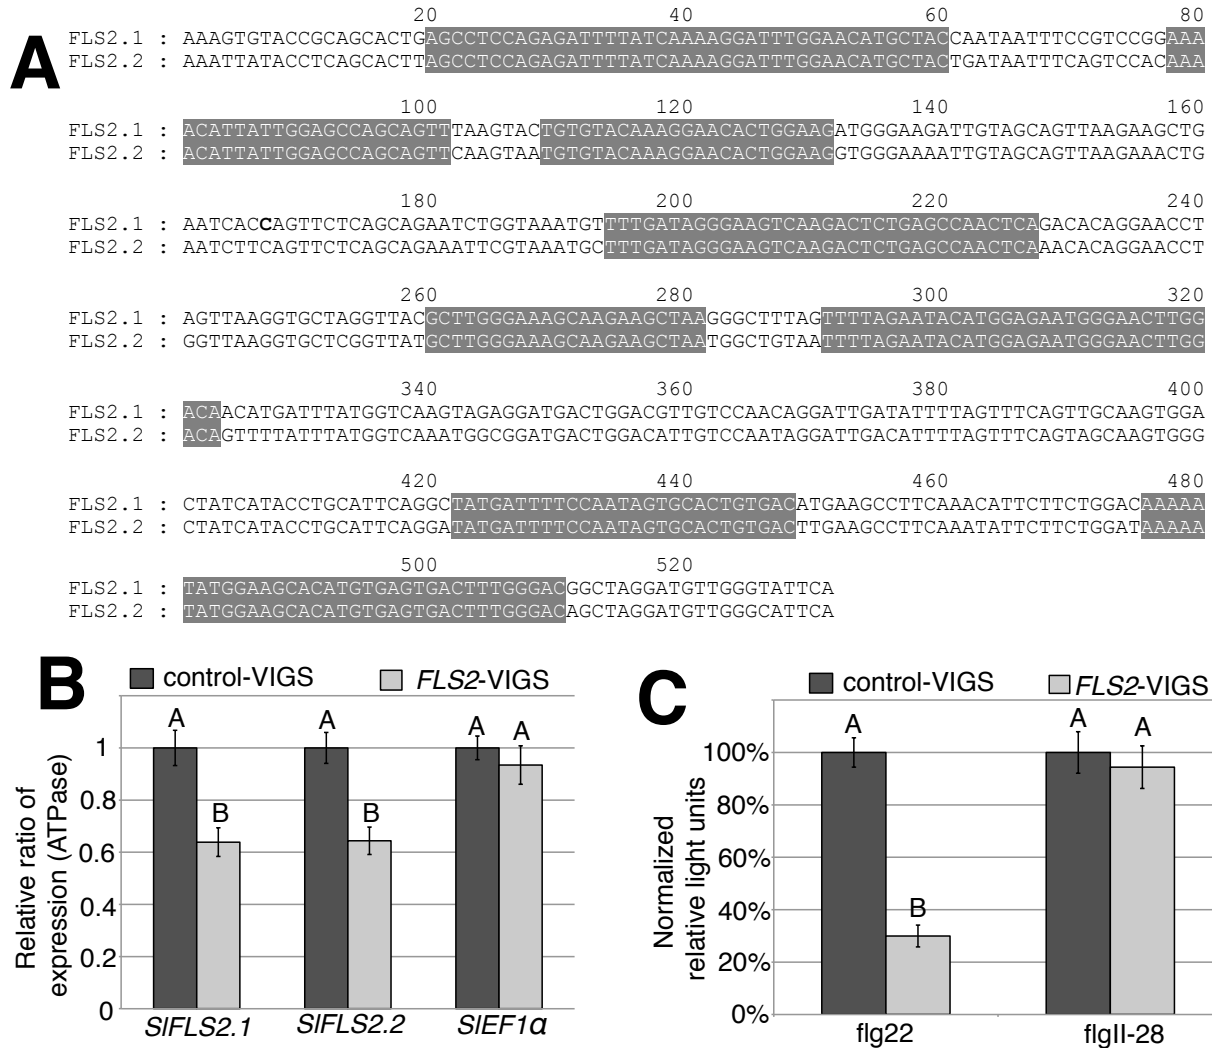 A
20 40 60 80
FLS2.1 : AAAGTGTACCGCAGCACTGAGCCTCCAGAGATTTTATCAAAAGGATTTGGAACATGCTACCAATAATTTCCGTCCGGAAA
FLS2.2 : AAATTATACCTCAGCACTTAGCCTCCAGAGATTTTATCAAAAGGATTTGGAACATGCTACTGATAATTTCAGTCCACAAA
100 120 140 160
FLS2.1 : ACATTATTGGAGCCAGCAGTTTAAGTACTGTGTACAAAGGAACACTGGAAGATGGGAAGATTGTAGCAGTTAAGAAGCTG
FLS2.2 : ACATTATTGGAGCCAGCAGTTCAAGTAATGTGTACAAAGGAACACTGGAAGGTGGGAAAATTGTAGCAGTTAAGAAACTG
180 200 220 240
FLS2.1 : AATCACCAGTTCTCAGCAGAATCTGGTAAATGTTTTGATAGGGAAGTCAAGACTCTGAGCCAACTCAGACACAGGAACCT
FLS2.2 : AATCTTCAGTTCTCAGCAGAAATTCGTAAATGCTTTGATAGGGAAGTCAAGACTCTGAGCCAACTCAAACACAGGAACCT
260 280 300 320
FLS2.1 : AGTTAAGGTGCTAGGTTACGCTTGGGAAAGCAAGAAGCTAAGGGCTTTAGTTTTAGAATACATGGAGAATGGGAACTTGG
FLS2.2 : GGTTAAGGTGCTCGGTTATGCTTGGGAAAGCAAGAAGCTAATGGCTGTAATTTTAGAATACATGGAGAATGGGAACTTGG
340 360 380 400
FLS2.1 : ACAACATGATTTATGGTCAAGTAGAGGATGACTGGACGTTGTCCAACAGGATTGATATTTTAGTTTCAGTTGCAAGTGGA
FLS2.2 : ACAGTTTTATTTATGGTCAAATGGCGGATGACTGGACATTGTCCAATAGGATTGACATTTTAGTTTCAGTAGCAAGTGGG
420 440 460 480
FLS2.1 : CTATCATACCTGCATTCAGGCTATGATTTTCCAATAGTGCACTGTGACATGAAGCCTTCAAACATTCTTCTGGACAAAAA
FLS2.2 : CTATCATACCTGCATTCAGGATATGATTTTCCAATAGTGCACTGTGACTTGAAGCCTTCAAATATTCTTCTGGATAAAAA
500 520
FLS2.1 : TATGGAAGCACATGTGAGTGACTTTGGGACGGCTAGGATGTTGGGTATTCA
FLS2.2 : TATGGAAGCACATGTGAGTGACTTTGGGACAGCTAGGATGTTGGGCATTCA
B
control-VIGS FLS2-VIGS
Relative ratio of
expression (ATPase)
1
0.8
0.6
0.4
0.2
0
A B A B A A
SlFLS2.1 SlFLS2.2 SlEF1α
C
control-VIGS FLS2-VIGS
Normalized
relative light units
100%
80%
60%
40%
20%
0%
A B A A
flg22 flgII-28